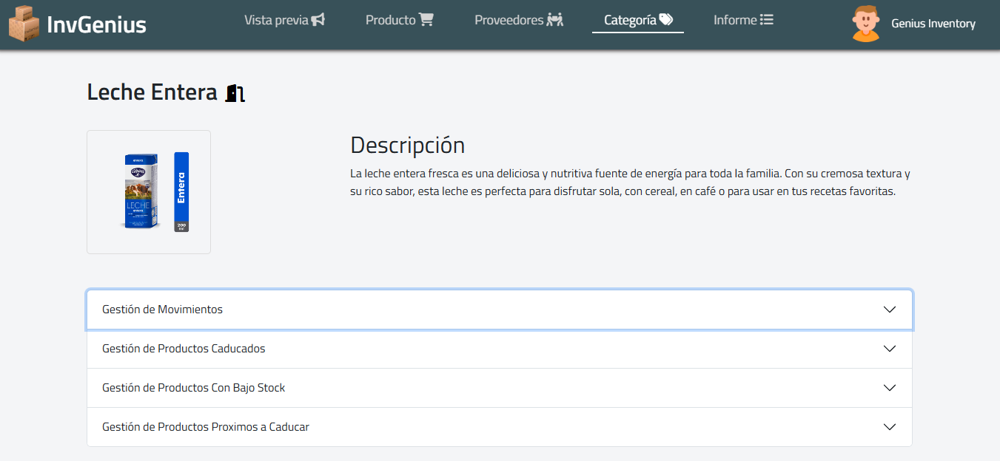 InvGenius
Vista previa
Producto
Proveedores
Categoría
Informe
Genius Inventory
Leche Entera
entera
Alpina
LECHE
entera
Entera
200
ml
Descripción
La leche entera fresca es una deliciosa y nutritiva fuente de energía para toda la familia. Con su cremosa textura y
su rico sabor, esta leche es perfecta para disfrutar sola, con cereal, en café o para usar en tus recetas favoritas.
Gestión de Movimientos
Gestión de Productos Caducados
Gestión de Productos Con Bajo Stock
Gestión de Productos Proximos a Caducar